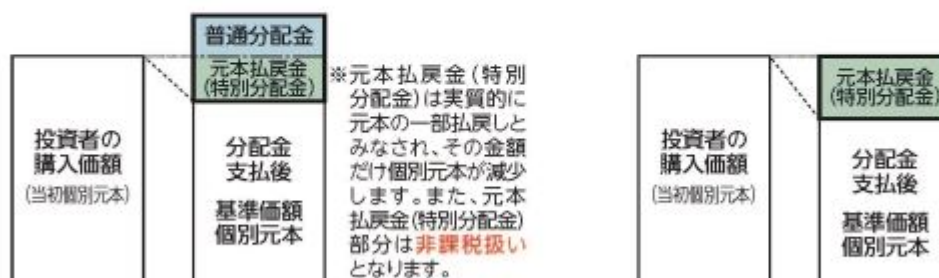 普通分配金
元本払戻金
(特別分配金)
投資者の
購入価額
(当初個別元本)
分配金
支払後
基準価額
個別元本
※元本払戻金(特別
分配金)は実質的に
元本の一部払戻しと
みなされ、その金額
だけ個別元本が減少
します。また、元本
払戻金(特別分配金)
部分は非課税扱い
となります。
元本払戻金
(特別分配金)
投資者の
購入価額
(当初個別元本)
分配金
支払後
基準価額
個別元本